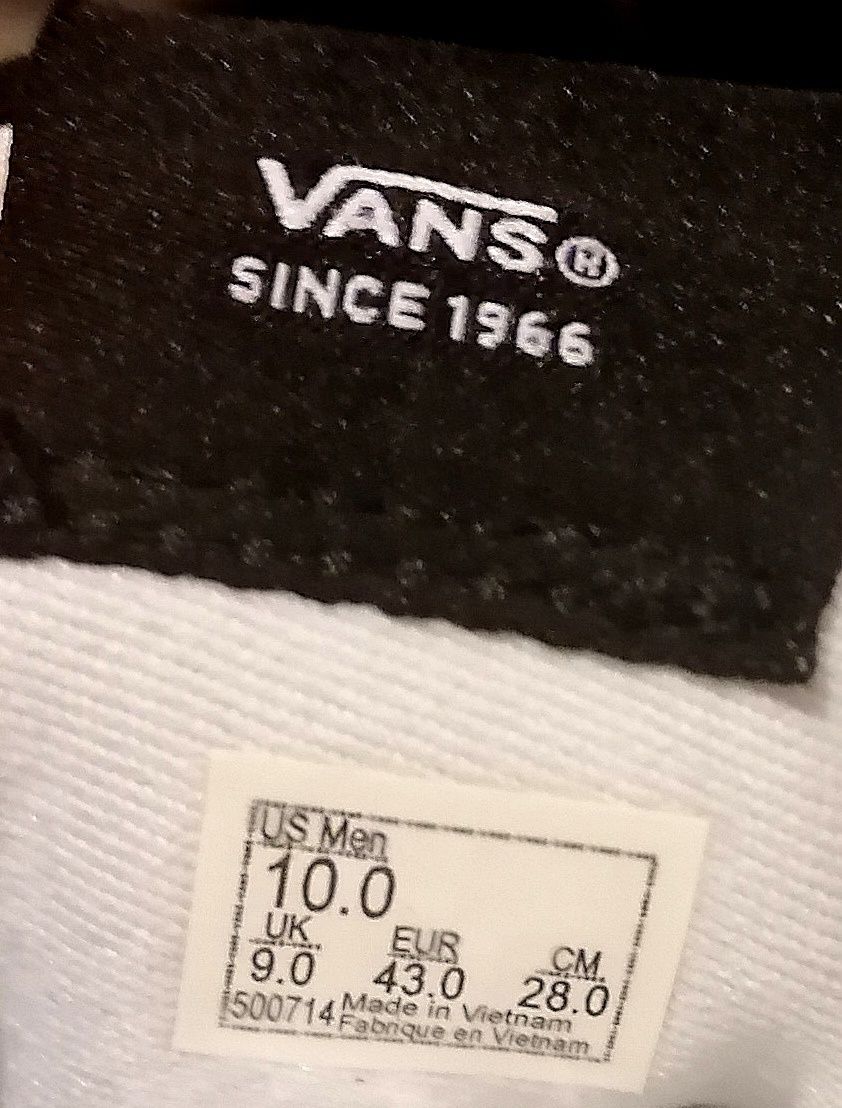 VANS®
SINCE 1966
US Men
10.0
UK EUR CM
9.0 43.0 28.0
500714 Made in Vietnam
Fabrique en Vietnam